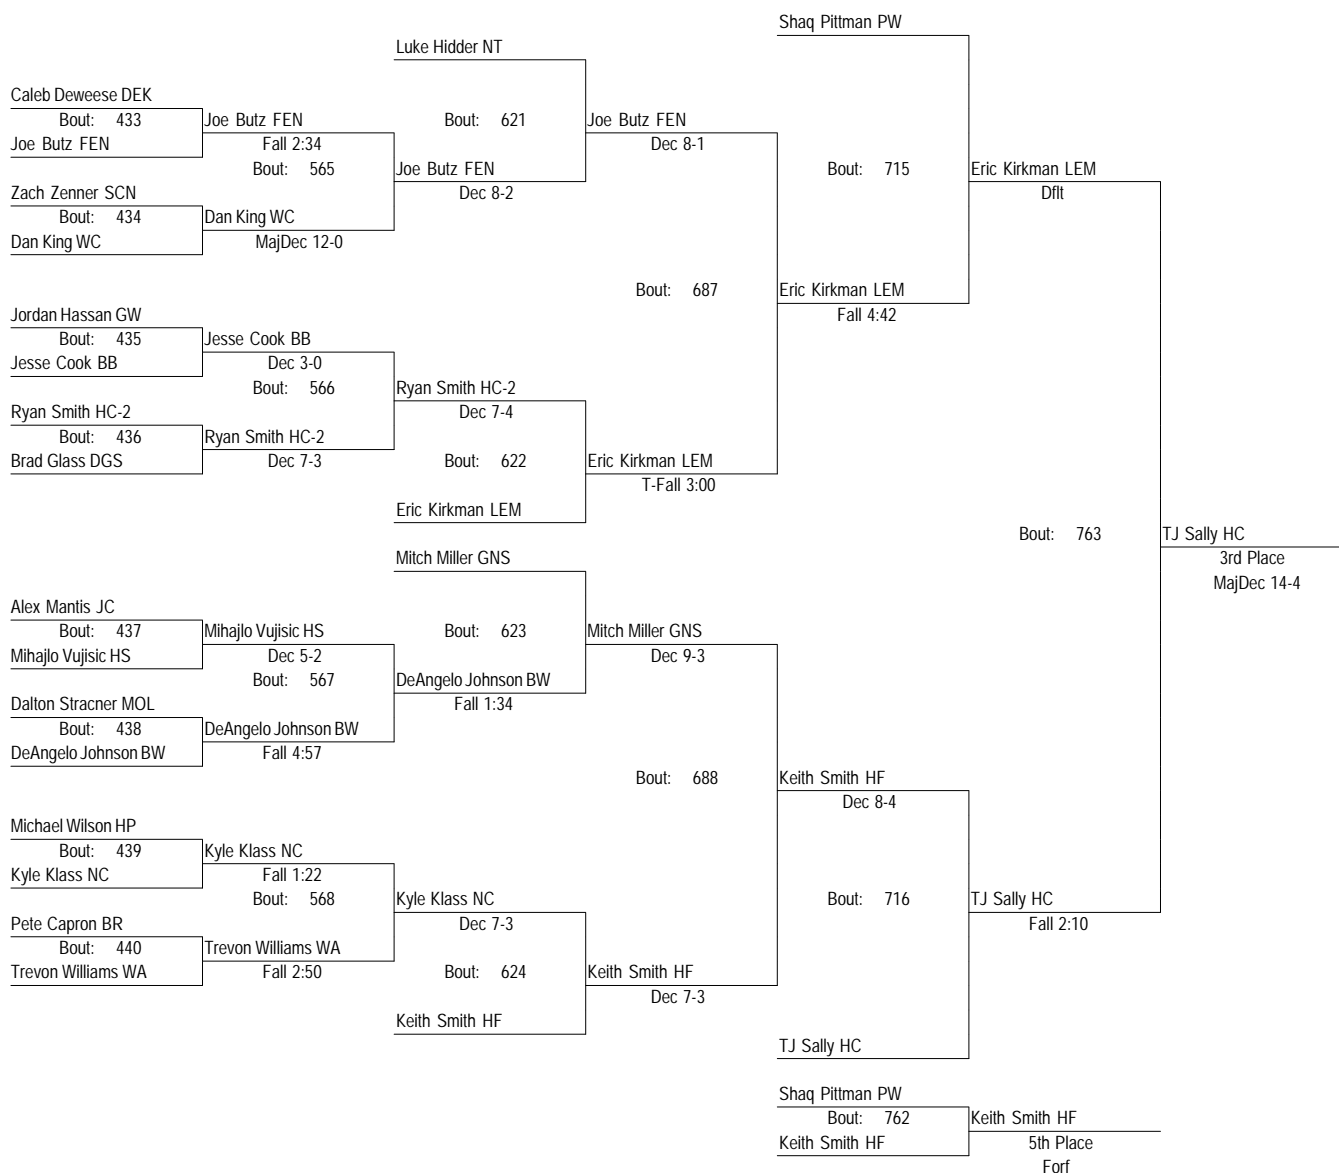 Shaq Pittman PW
Luke Hidder NT
Caleb Deweese DEK
Bout: 433
Joe Butz FEN
Joe Butz FEN
Fall 2:34
Bout: 621
Joe Butz FEN
Dec 8-1
Bout: 565
Joe Butz FEN
Dec 8-2
Bout: 715
Eric Kirkman LEM
Dflt
Zach Zenner SCN
Bout: 434
Dan King WC
Dan King WC
MajDec 12-0
Bout: 687
Eric Kirkman LEM
Fall 4:42
Jordan Hassan GW
Bout: 435
Jesse Cook BB
Jesse Cook BB
Dec 3-0
Bout: 566
Ryan Smith HC-2
Dec 7-4
Ryan Smith HC-2
Bout: 436
Brad Glass DGS
Ryan Smith HC-2
Dec 7-3
Bout: 622
Eric Kirkman LEM
T-Fall 3:00
Eric Kirkman LEM
Bout: 763
TJ Sally HC
3rd Place
MajDec 14-4
Mitch Miller GNS
Alex Mantis JC
Bout: 437
Mihajlo Vujisic HS
Mihajlo Vujisic HS
Dec 5-2
Bout: 623
Mitch Miller GNS
Dec 9-3
Bout: 567
DeAngelo Johnson BW
Fall 1:34
Dalton Stracner MOL
Bout: 438
DeAngelo Johnson BW
DeAngelo Johnson BW
Fall 4:57
Bout: 688
Keith Smith HF
Dec 8-4
Michael Wilson HP
Bout: 439
Kyle Klass NC
Kyle Klass NC
Fall 1:22
Bout: 568
Kyle Klass NC
Dec 7-3
Bout: 716
TJ Sally HC
Fall 2:10
Pete Capron BR
Bout: 440
Trevon Williams WA
Trevon Williams WA
Fall 2:50
Bout: 624
Keith Smith HF
Dec 7-3
Keith Smith HF
TJ Sally HC
Shaq Pittman PW
Bout: 762
Keith Smith HF
Keith Smith HF
5th Place
Forf